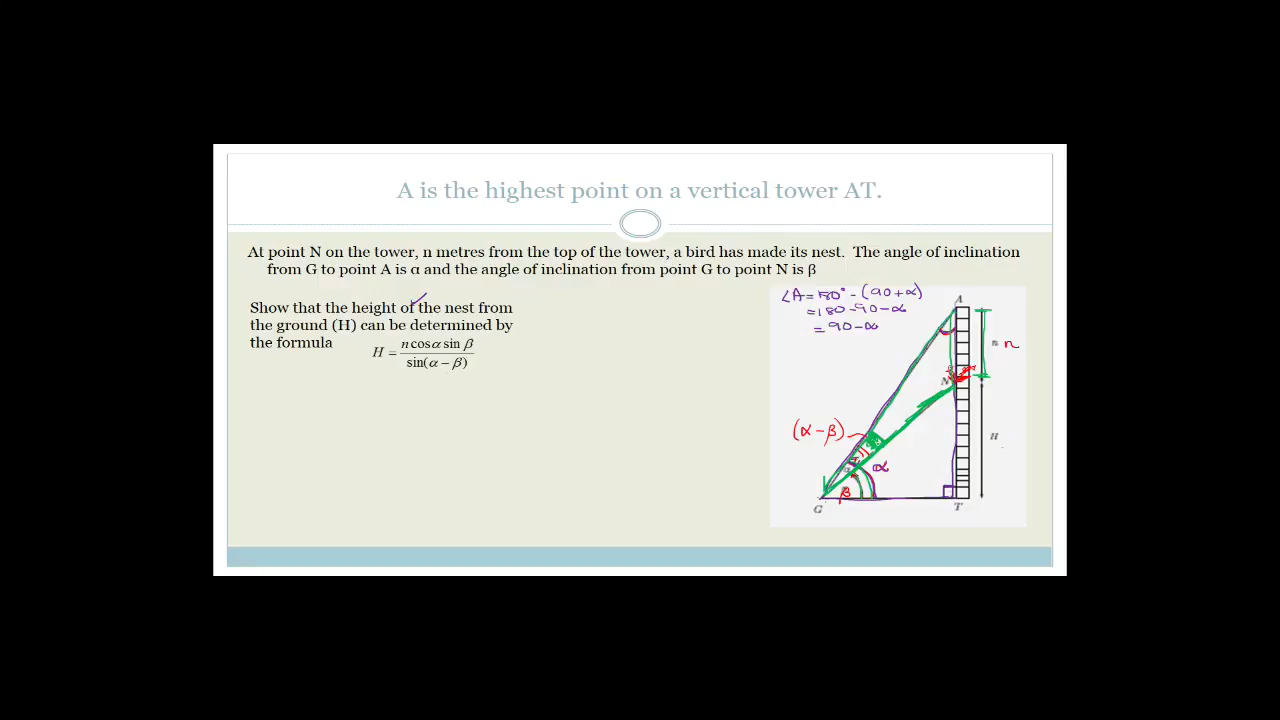 A is the highest point on a vertical tower AT.
At point N on the tower, n metres from the top of the tower, a bird has made its nest. The angle of inclination
from G to point A is α and the angle of inclination from point G to point N is β
Show that the height of the nest from
the ground (H) can be determined by
the formula
H = n cosα sin β / sin(α − β)
∠A = 180° - (90 + α)
= 180 - 90 - α
= 90 - α
A
n n
N
(α - β)
H
α
β
G T